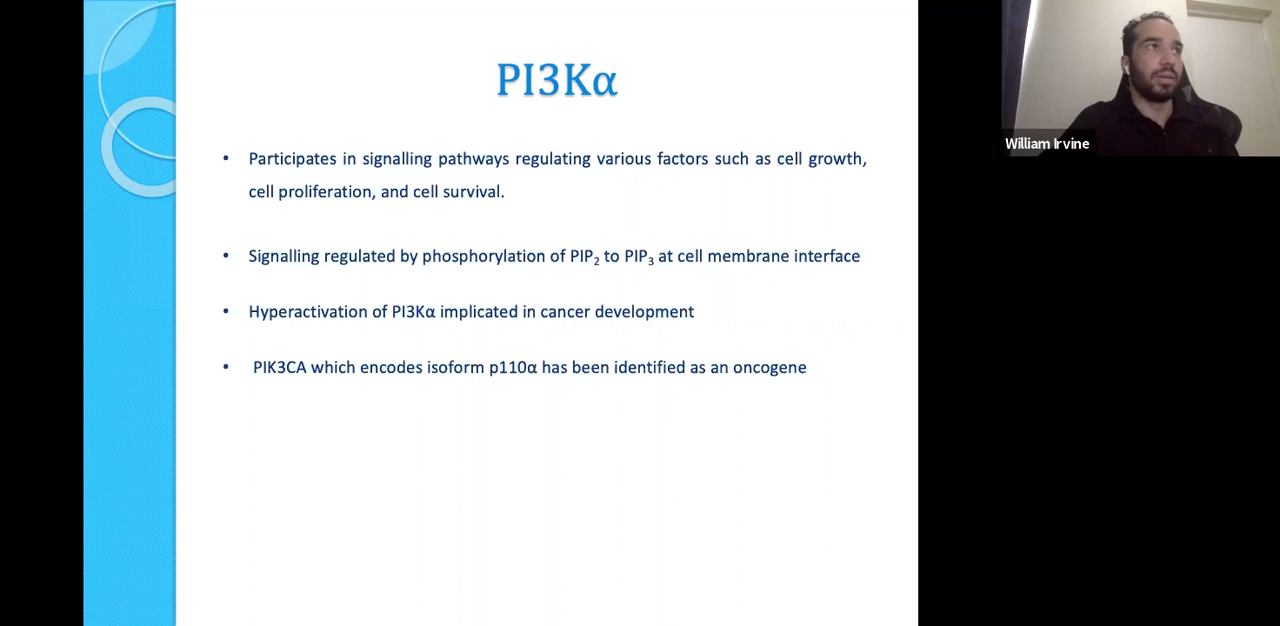 PI3Kα
• Participates in signalling pathways regulating various factors such as cell growth,
cell proliferation, and cell survival.
• Signalling regulated by phosphorylation of PIP₂ to PIP₃ at cell membrane interface
• Hyperactivation of PI3Kα implicated in cancer development
• PIK3CA which encodes isoform p110α has been identified as an oncogene
William Irvine